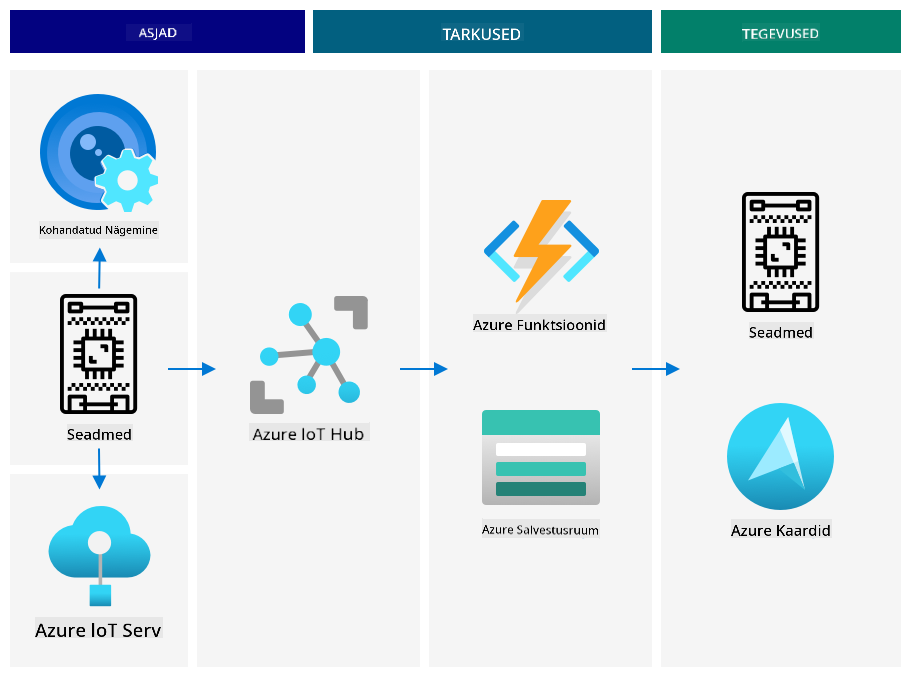 ASJAD
TARKUSED
TEGEVUSED
Kohandatud Nägemine
Seadmed
Azure IoT Serv
Azure IoT Hub
Azure Funktsioonid
Azure Salvestusruum
Seadmed
Azure Kaardid